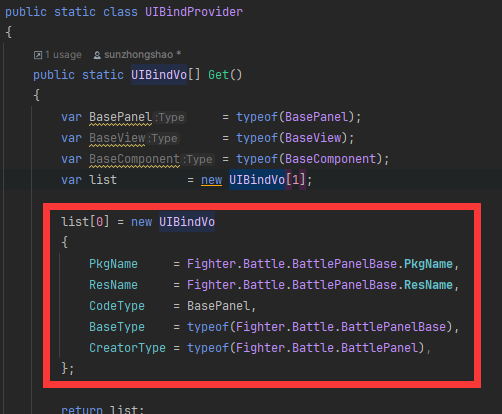 public static class UIBindProvider
{
1 usage sunzhongshao *
public static UIBindVo[] Get()
{
var BasePanel :Type = typeof(BasePanel);
var BaseView :Type = typeof(BaseView);
var BaseComponent :Type = typeof(BaseComponent);
var list = new UIBindVo[1];
list[0] = new UIBindVo
{
PkgName = Fighter.Battle.BattlePanelBase.PkgName,
ResName = Fighter.Battle.BattlePanelBase.ResName,
CodeType = BasePanel,
BaseType = typeof(Fighter.Battle.BattlePanelBase),
CreatorType = typeof(Fighter.Battle.BattlePanel),
};
return list;